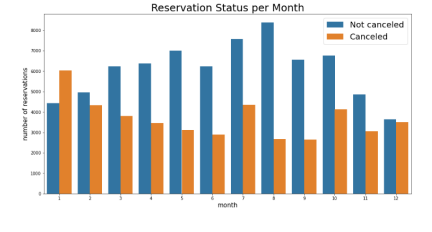 Reservation Status per Month
Not canceled
Canceled
number of reservations
8000
7000
6000
5000
4000
3000
2000
1000
0
1 2 3 4 5 6 7 8 9 10 11 12
month